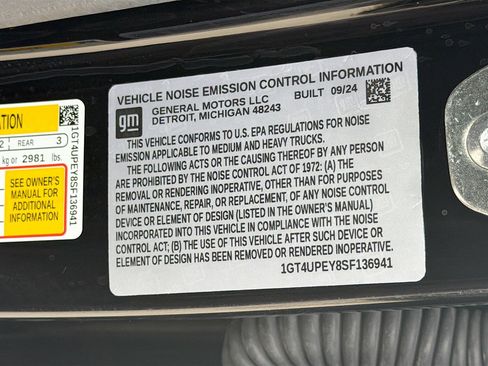 VEHICLE NOISE EMISSION CONTROL INFORMATION
gm
GENERAL MOTORS LLC BUILT 09/24
DETROIT, MICHIGAN 48243
THIS VEHICLE CONFORMS TO U.S. EPA REGULATIONS FOR NOISE
EMISSION APPLICABLE TO MEDIUM AND HEAVY TRUCKS.
THE FOLLOWING ACTS OR THE CAUSING THEREOF BY ANY PERSON
ARE PROHIBITED BY THE NOISE CONTROL ACT OF 1972: (A) THE
REMOVAL OR RENDERING INOPERATIVE, OTHER THAN FOR PURPOSES
OF MAINTENANCE, REPAIR, OR REPLACEMENT, OF ANY NOISE CONTROL
DEVICE OR ELEMENT OF DESIGN (LISTED IN THE OWNER'S MANUAL)
INCORPORATED INTO THIS VEHICLE IN COMPLIANCE WITH THE NOISE
CONTROL ACT; (B) THE USE OF THIS VEHICLE AFTER SUCH DEVICE OR
ELEMENT OF DESIGN HAS BEEN REMOVED OR RENDERED INOPERATIVE.
1GT4UPEY8SF136941
2 REAR 3
kg or 2981 lbs.
SEE OWNER'S
MANUAL FOR
ADDITIONAL
INFORMATION
1GT4UPEY8SF136941